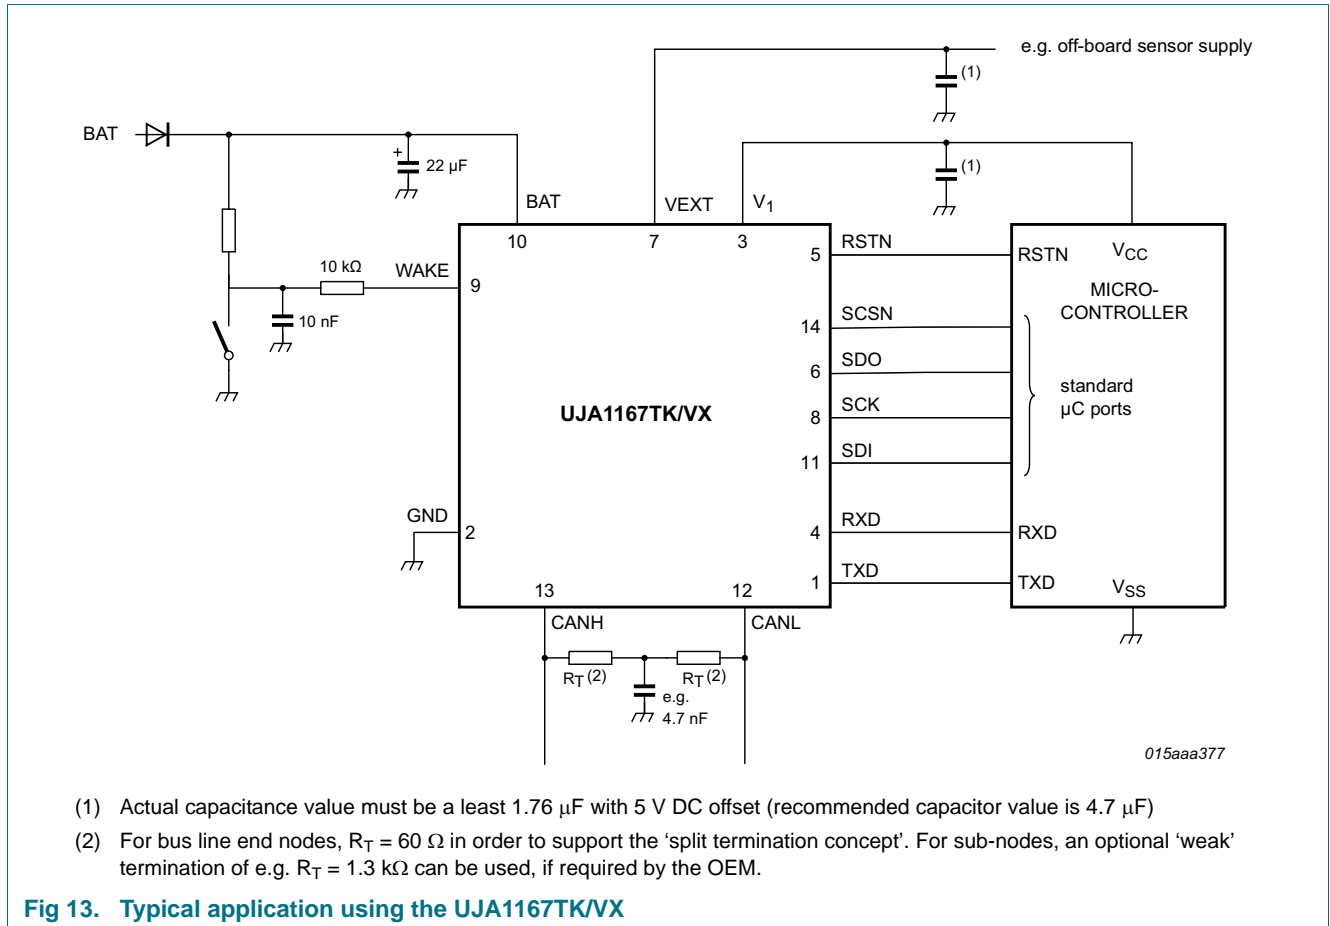 e.g. off-board sensor supply
(1)
BAT
+
22 µF
(1)
BAT
VEXT
V1
10
7
3
5
RSTN
RSTN
VCC
10 kΩ
WAKE
9
MICRO-
CONTROLLER
10 nF
14
SCSN
6
SDO
standard
µC ports
UJA1167TK/VX
8
SCK
11
SDI
GND
2
4
RXD
RXD
1
TXD
TXD
VSS
13
12
CANH
CANL
RT(2)
RT(2)
e.g.
4.7 nF
015aaa377
(1) Actual capacitance value must be a least 1.76 μF with 5 V DC offset (recommended capacitor value is 4.7 μF)
(2) For bus line end nodes, RT = 60 Ω in order to support the ‘split termination concept’. For sub-nodes, an optional ‘weak’
termination of e.g. RT = 1.3 kΩ can be used, if required by the OEM.
Fig 13. Typical application using the UJA1167TK/VX